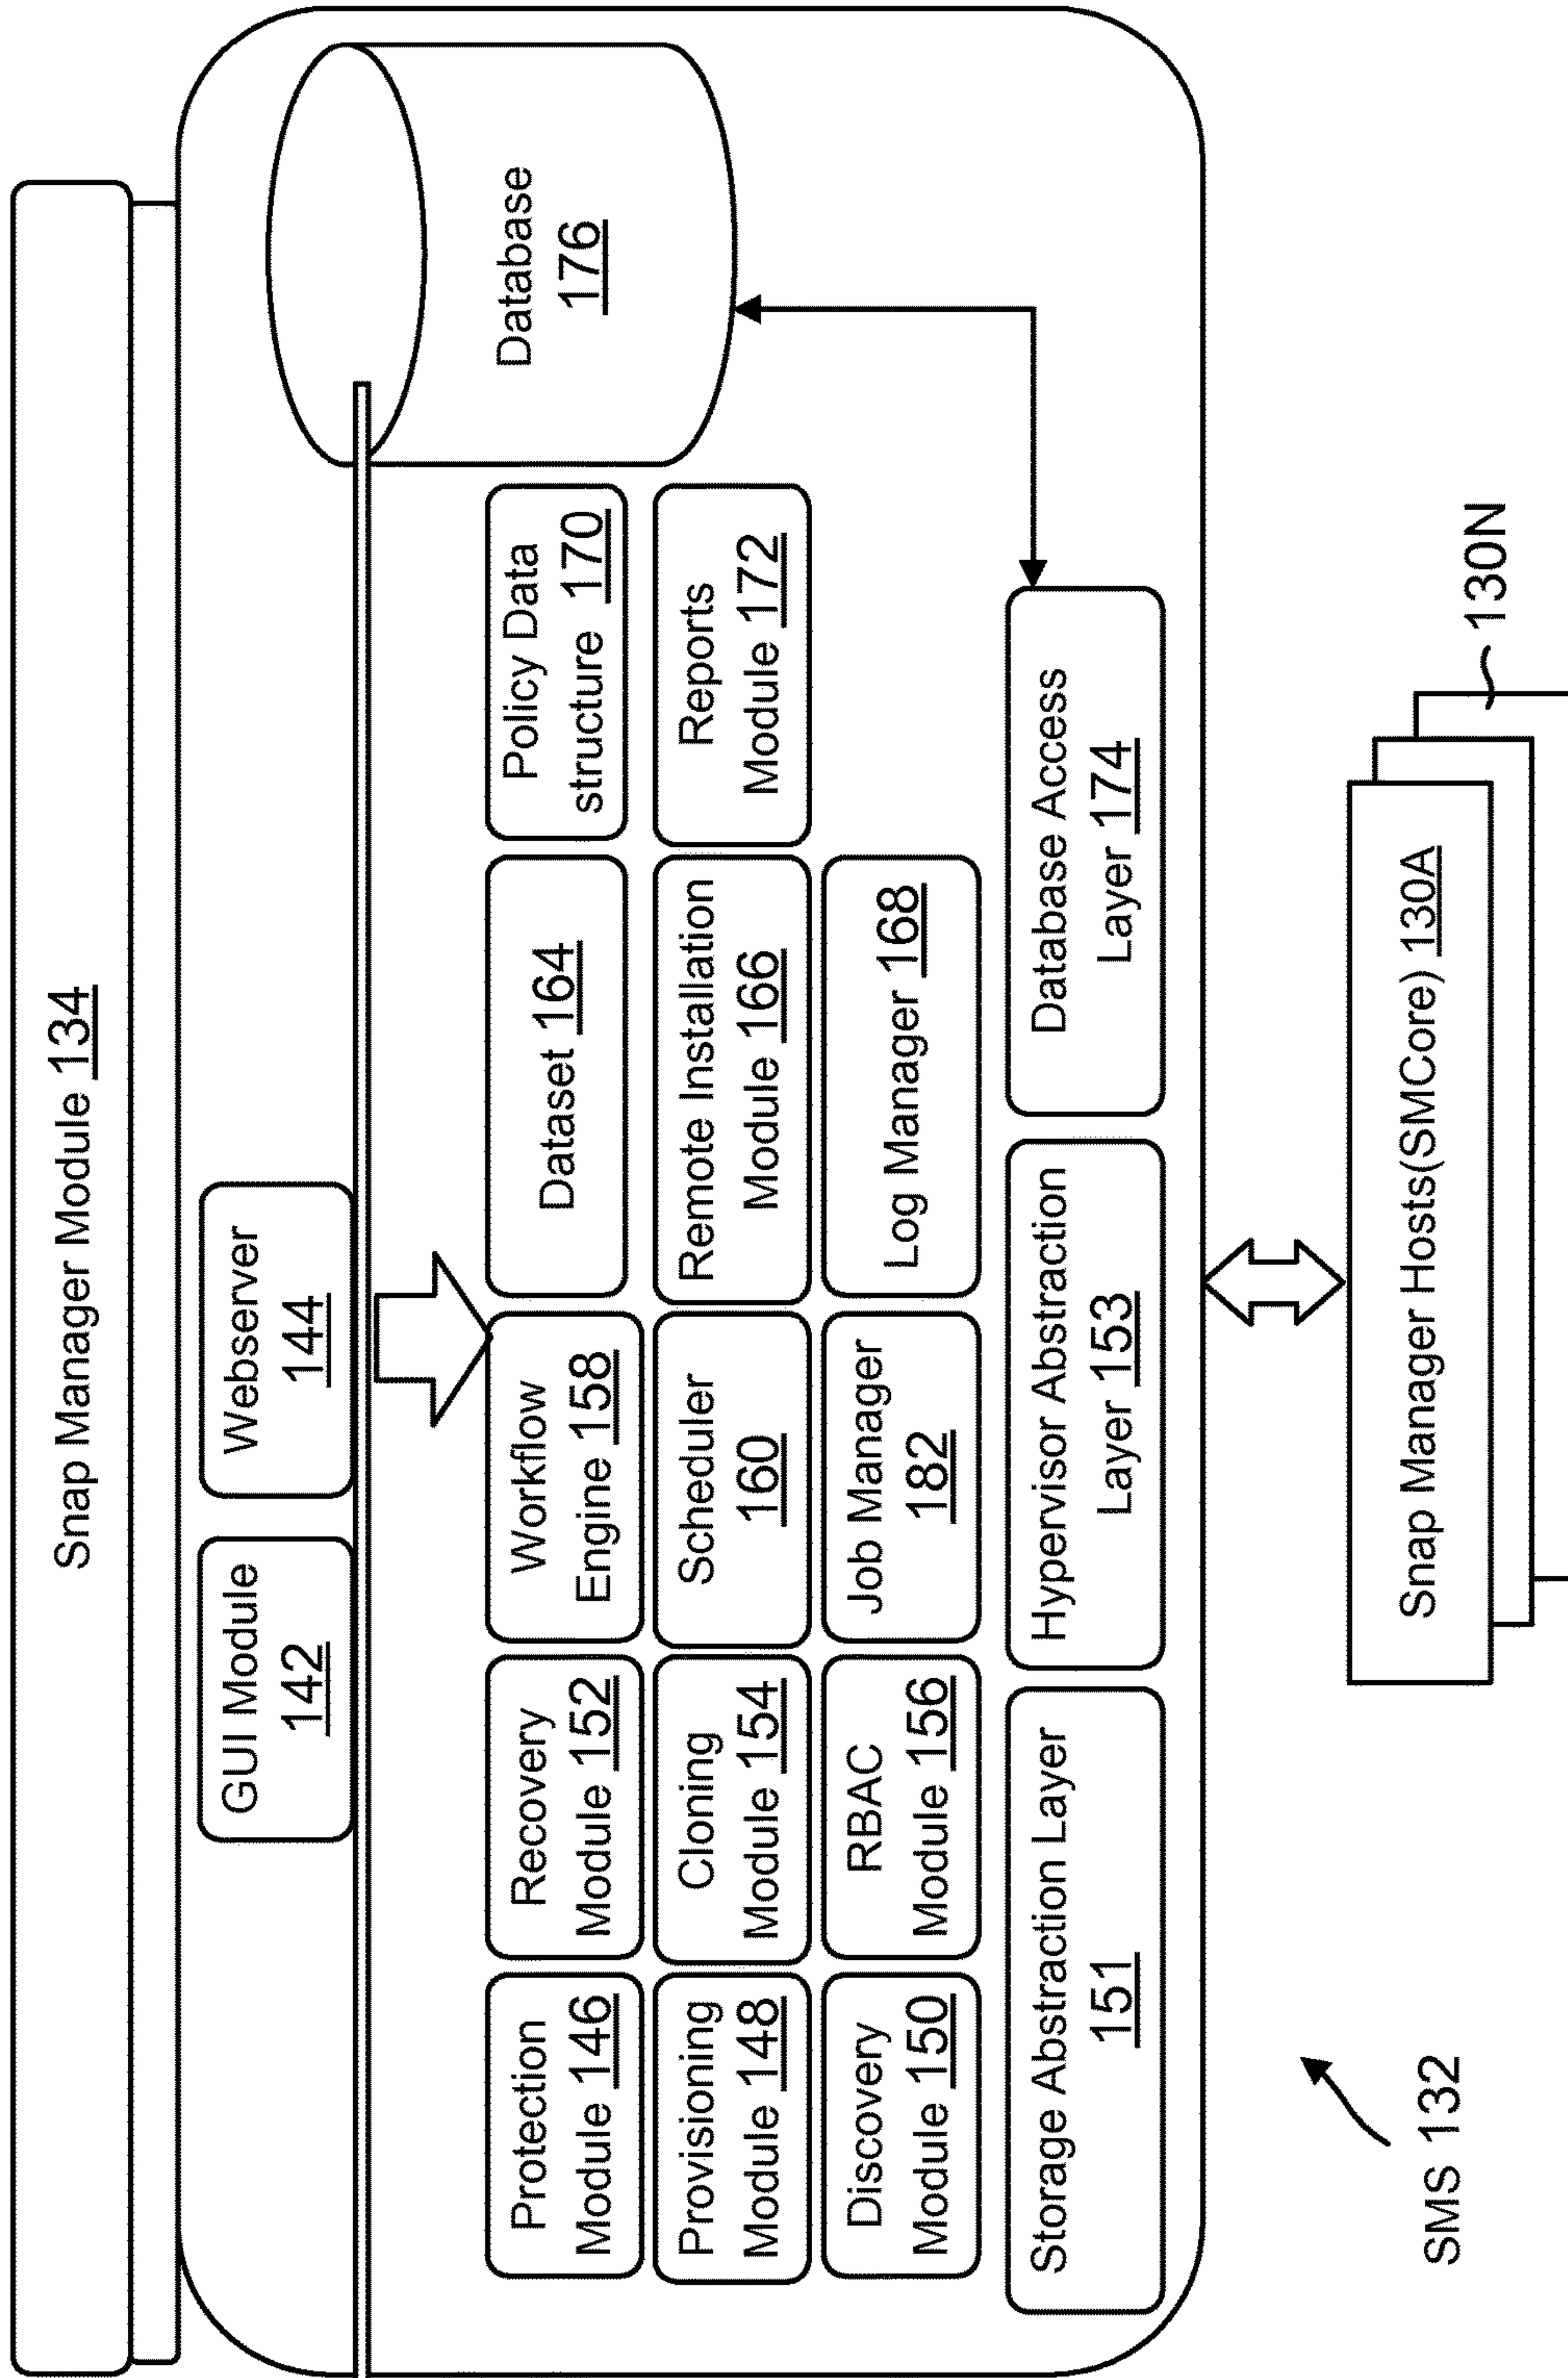 Snap Manager Module 134
GUI Module
142
Webserver
144
Database
176
Protection
Module 146
Recovery
Module 152
Workflow
Engine 158
Dataset 164
Policy Data
structure 170
Provisioning
Module 148
Cloning
Module 154
Scheduler
160
Remote Installation
Module 166
Reports
Module 172
Discovery
Module 150
RBAC
Module 156
Job Manager
182
Log Manager 168
Storage Abstraction Layer
151
Hypervisor Abstraction
Layer 153
Database Access
Layer 174
SMS 132
Snap Manager Hosts(SMCore) 130A
130N